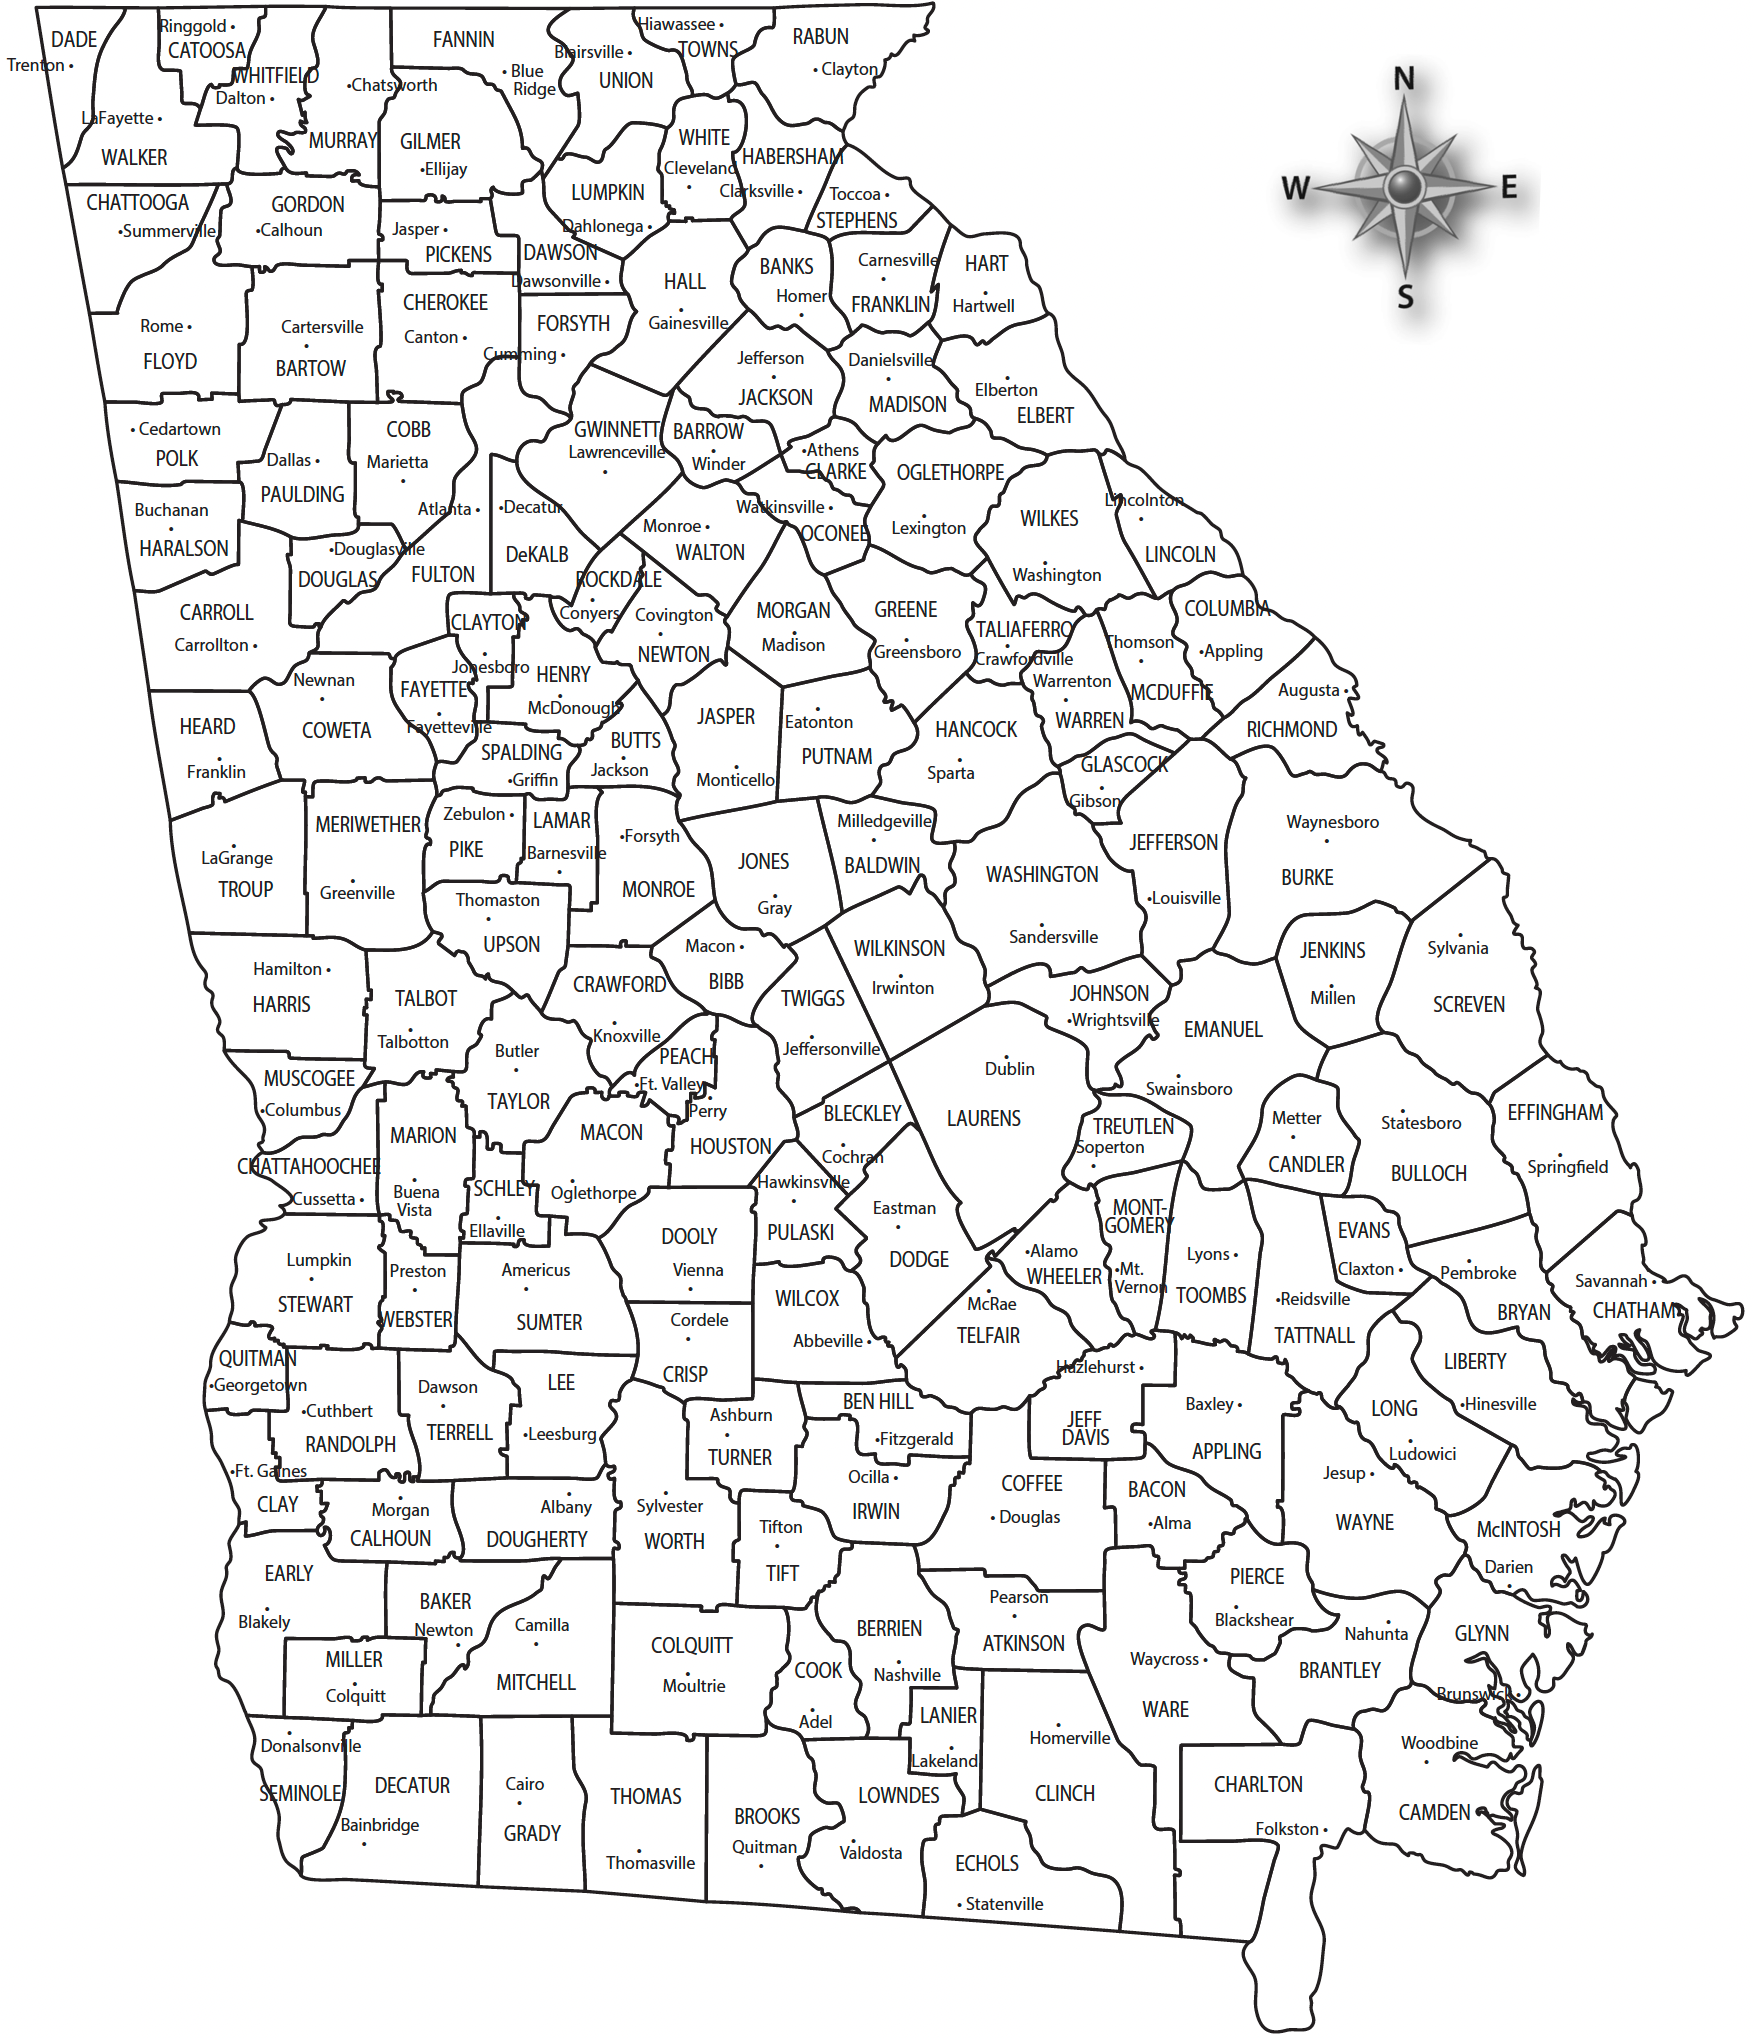 Hiawassee
Ringgold
DADE
CATOOSA
FANNIN
Blairsville
TOWNS
RABUN
Trenton
WHITFIELD
Chatsworth
Blue
Ridge
UNION
Clayton
N
Dalton
LaFayette
WALKER
MURRAY
GILMER
Ellijay
WHITE
Cleveland
HABERSHAM
Clarksville
Toccoa
STEPHENS
W
E
S
CHATTOOGA
Summerville
GORDON
Calhoun
Jasper
PICKENS
LUMPKIN
Dahlonega
DAWSON
Dawsonville
HALL
Gainesville
BANKS
Homer
Carnesville
FRANKLIN
HART
Hartwell
Rome
FLOYD
Cartersville
BARTOW
CHEROKEE
Canton
FORSYTH
Cumming
Jefferson
JACKSON
Danielsville
MADISON
Elberton
ELBERT
Cedartown
POLK
Dallas
PAULDING
COBB
Marietta
GWINNETT
Lawrenceville
BARROW
Winder
Athens
CLARKE
OGLETHORPE
Lexington
Buchanan
HARALSON
Douglasville
DOUGLAS
Atlanta
FULTON
Decatur
DeKALB
ROCKDALE
Conyers
Monroe
WALTON
Watkinsville
OCONEE
WILKES
Washington
Lincolnton
LINCOLN
CARROLL
Carrollton
CLAYTON
Jonesboro
HENRY
McDonough
Covington
NEWTON
MORGAN
Madison
GREENE
Greensboro
TALIAFERRO
Crawfordville
Thomson
MCDUFFIE
COLUMBIA
Appling
Newnan
COWETA
FAYETTE
Fayetteville
Warrenton
WARREN
Augusta
RICHMOND
HEARD
Franklin
SPALDING
Griffin
BUTTS
Jackson
JASPER
Monticello
Eatonton
PUTNAM
HANCOCK
Sparta
GLASCOCK
Gibson
LaGrange
TROUP
MERIWETHER
Greenville
Zebulon
PIKE
LAMAR
Barnesville
Forsyth
MONROE
JONES
Gray
Milledgeville
BALDWIN
WASHINGTON
Sandersville
JEFFERSON
Louisville
Waynesboro
BURKE
Thomaston
UPSON
Hamilton
HARRIS
TALBOT
Talbotton
CRAWFORD
Knoxville
Macon
BIBB
TWIGGS
Jeffersonville
WILKINSON
Irwinton
JOHNSON
Wrightsville
EMANUEL
Swainsboro
JENKINS
Millen
Sylvania
SCREVEN
MUSCOGEE
Columbus
Butler
TAYLOR
PEACH
Ft. Valley
Perry
HOUSTON
BLECKLEY
Cochran
Dublin
LAURENS
TREUTLEN
Soperton
Metter
CANDLER
Statesboro
BULLOCH
EFFINGHAM
Springfield
CHATTAHOOCHEE
Cussetta
MARION
Buena
Vista
SCHLEY
Ellaville
MACON
Oglethorpe
Hawkinsville
PULASKI
Eastman
DODGE
MONT-
GOMERY
Mt.
Vernon
Alamo
WHEELER
Lyons
TOOMBS
EVANS
Claxton
Reidsville
TATTNALL
Pembroke
BRYAN
Savannah
CHATHAM
Lumpkin
STEWART
Preston
WEBSTER
Americus
SUMTER
DOOLY
Vienna
Cordele
CRISP
WILCOX
Abbeville
McRae
TELFAIR
Hazlehurst
JEFF
DAVIS
QUITMAN
Georgetown
Cuthbert
RANDOLPH
Dawson
TERRELL
LEE
Leesburg
Ashburn
TURNER
BEN HILL
Fitzgerald
Baxley
APPLING
LONG
Ludowici
LIBERTY
Hinesville
Ft. Gaines
CLAY
Morgan
CALHOUN
Albany
DOUGHERTY
Sylvester
WORTH
Tifton
TIFT
Ocilla
IRWIN
COFFEE
Douglas
BACON
Alma
Jesup
WAYNE
McINTOSH
Darien
EARLY
Blakely
BAKER
Newton
Camilla
MITCHELL
COLQUITT
Moultrie
COOK
Adel
BERRIEN
Nashville
Pearson
ATKINSON
PIERCE
Blackshear
Nahunta
BRANTLEY
GLYNN
Brunswick
MILLER
Colquitt
LANIER
Lakeland
Homerville
CLINCH
Waycross
WARE
CHARLTON
Folkston
Woodbine
CAMDEN
Donalsonville
SEMINOLE
DECATUR
Bainbridge
Cairo
GRADY
THOMAS
Thomasville
BROOKS
Quitman
LOWNDES
Valdosta
ECHOLS
Statenville